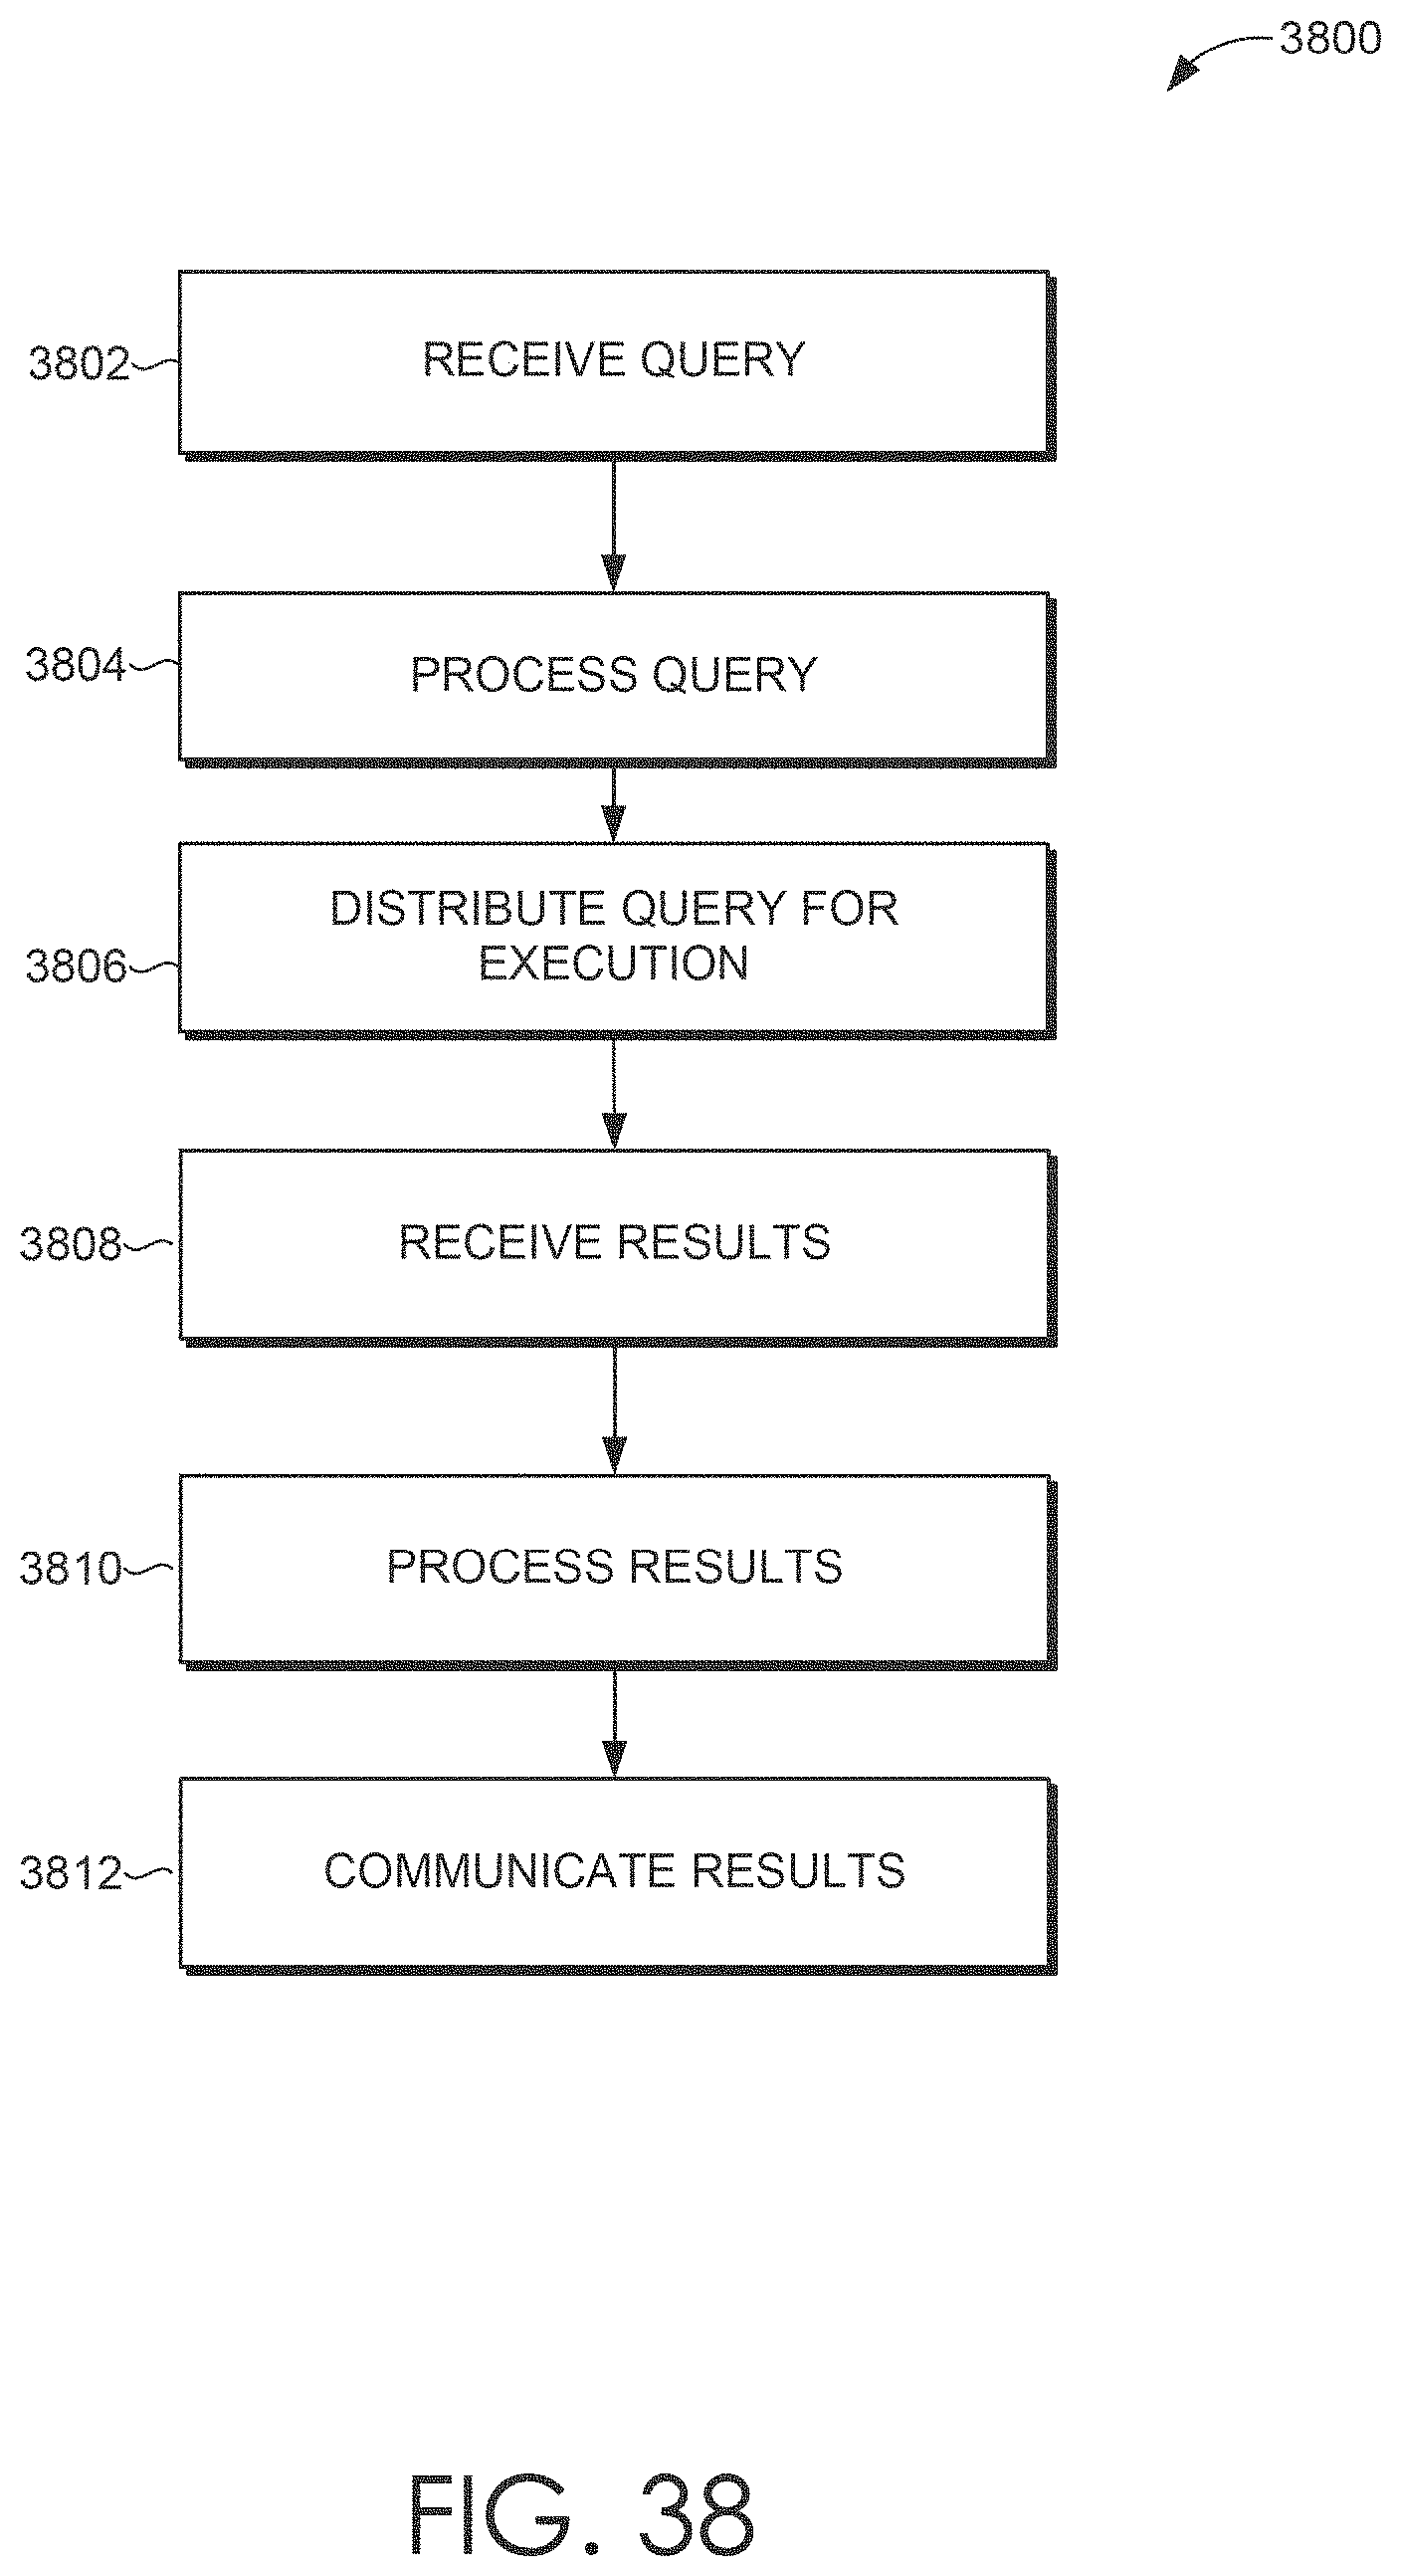 3800
3802
RECEIVE QUERY
3804
PROCESS QUERY
3806
DISTRIBUTE QUERY FOR
EXECUTION
3808
RECEIVE RESULTS
3810
PROCESS RESULTS
3812
COMMUNICATE RESULTS
FIG. 38